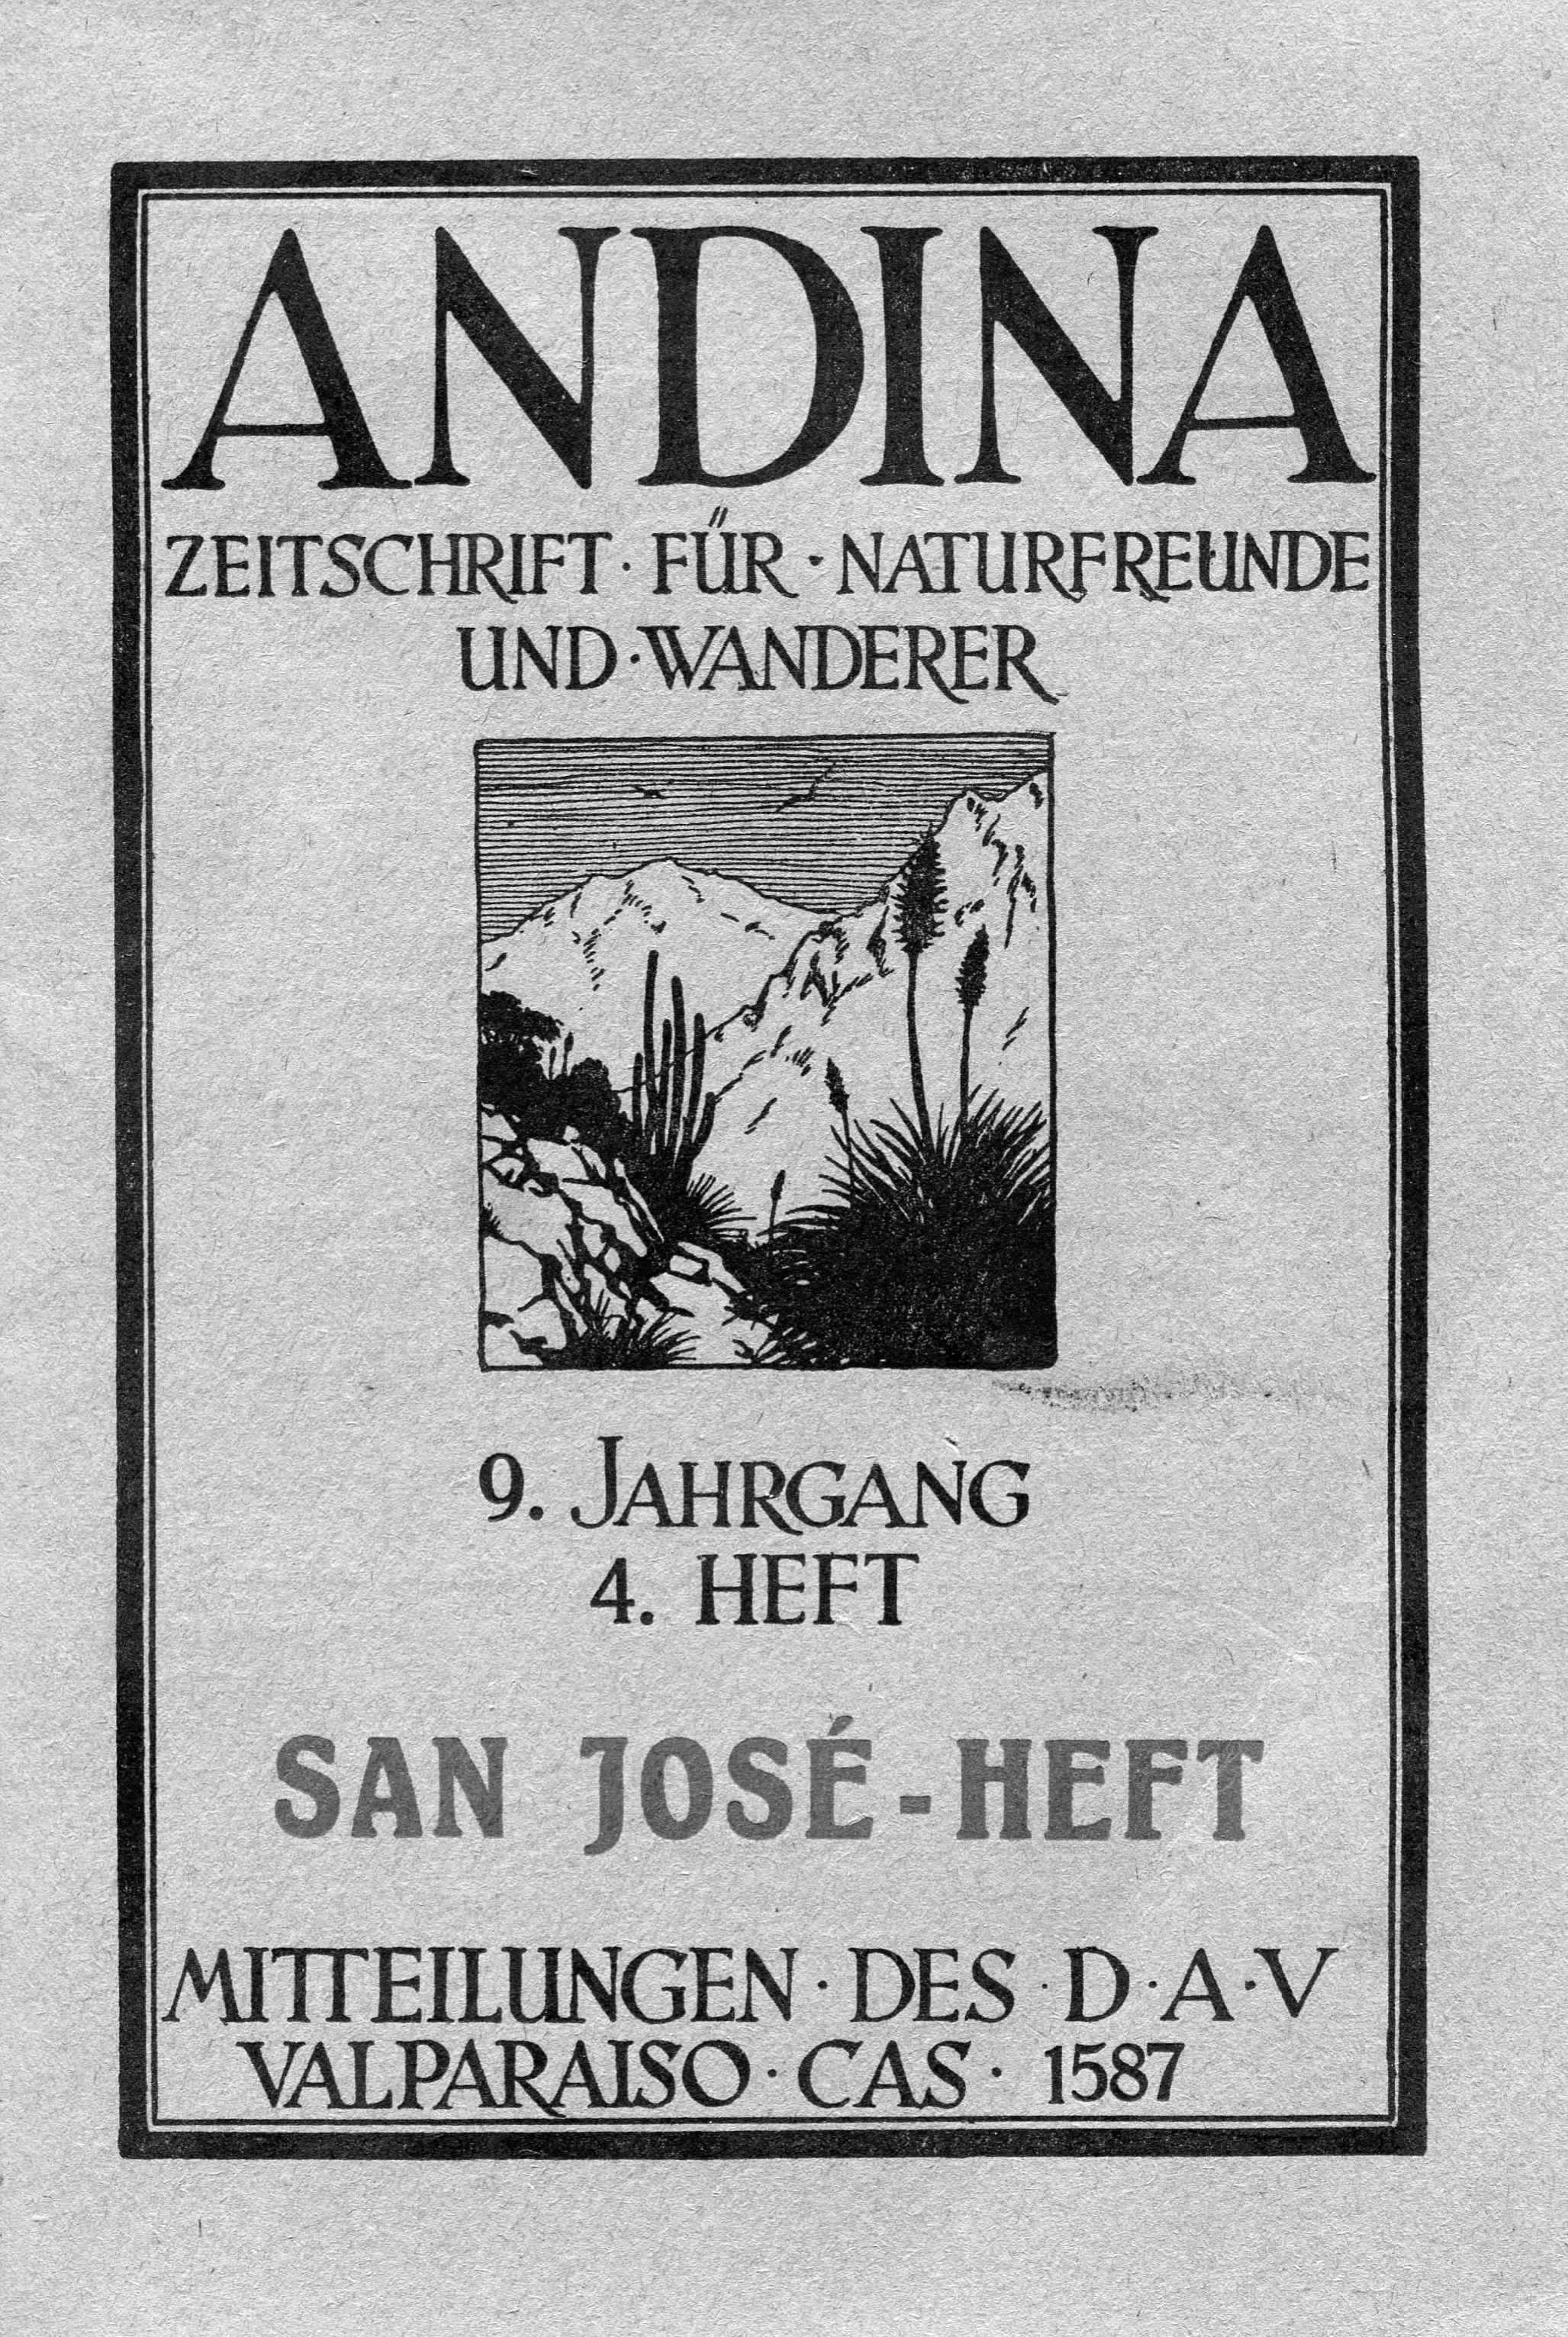 ANDINA
ZEITSCHRIFT · FÜR · NATURFREUNDE
UND · WANDERER
9. JAHRGANG
4. HEFT
SAN JOSÉ - HEFT
MITTEILUNGEN · DES · D · A · V
VALPARAISO · CAS · 1587